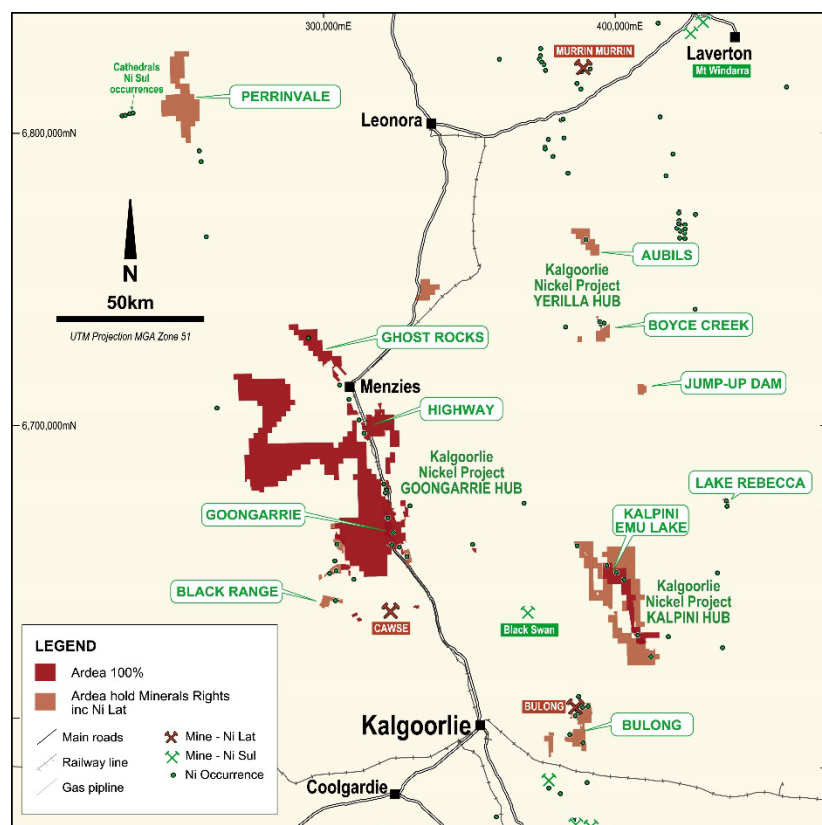 300,000mE
400,000mE
MURRIN MURRIN
Laverton
Mt Windarra
Cathedrals
Ni Sul
occurrences
PERRINVALE
Leonora
6,800,000mN
N
50km
UTM Projection MGA Zone 51
AUBILS
Kalgoorlie
Nickel Project
YERILLA HUB
BOYCE CREEK
GHOST ROCKS
JUMP-UP DAM
Menzies
HIGHWAY
6,700,000mN
Kalgoorlie
Nickel Project
GOONGARRIE HUB
LAKE REBECCA
GOONGARRIE
KALPINI
EMU LAKE
BLACK RANGE
Kalgoorlie
Nickel Project
KALPINI HUB
CAWSE
Black Swan
LEGEND
Ardea 100%
Ardea hold Minerals Rights
inc Ni Lat
Main roads
Railway line
Gas pipline
Mine - Ni Lat
Mine - Ni Sul
Ni Occurrence
BULONG
Kalgoorlie
BULONG
Coolgardie